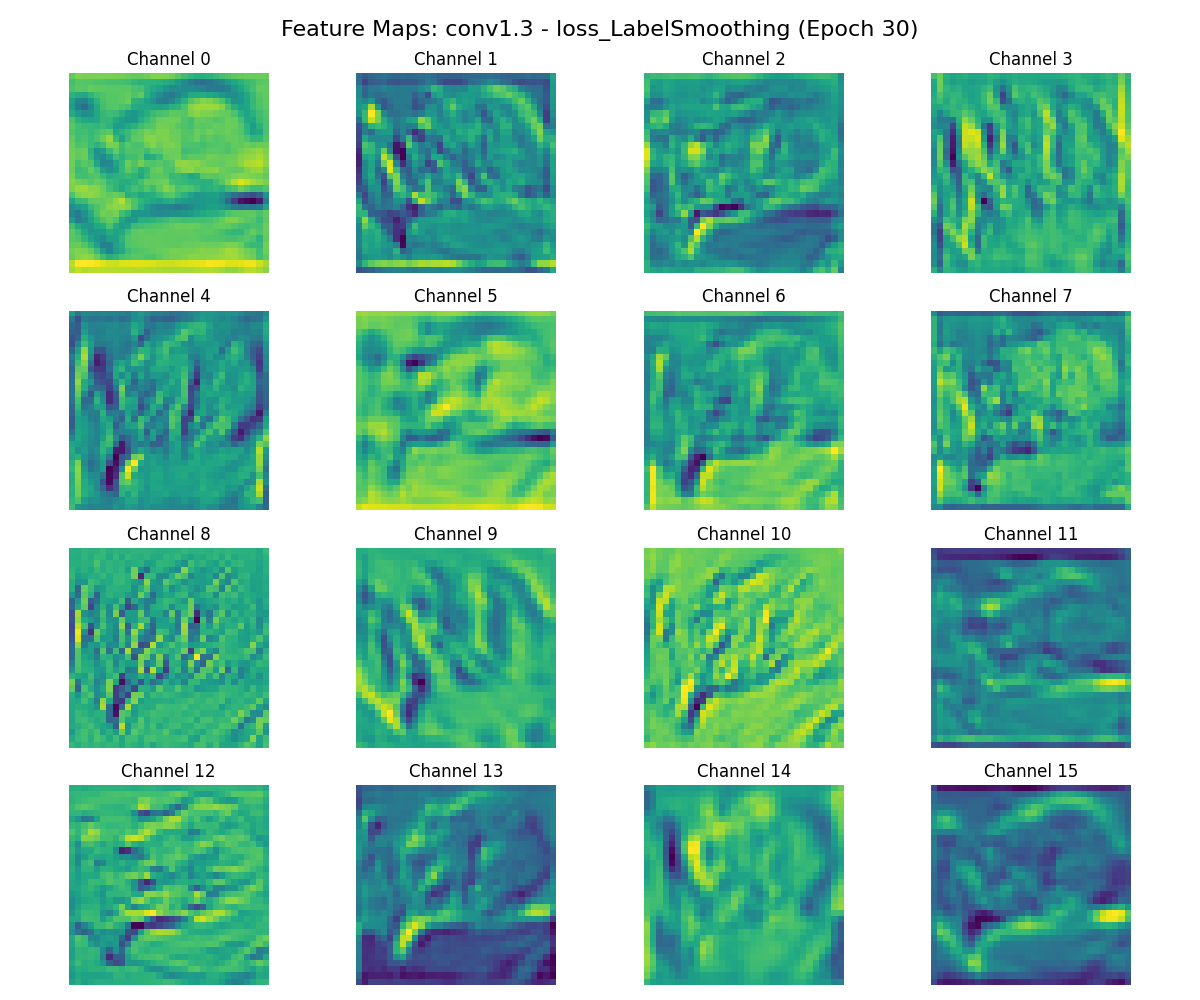 Feature Maps: conv1.3 - loss_LabelSmoothing (Epoch 30)
Channel 0
Channel 1
Channel 2
Channel 3
Channel 4
Channel 5
Channel 6
Channel 7
Channel 8
Channel 9
Channel 10
Channel 11
Channel 12
Channel 13
Channel 14
Channel 15